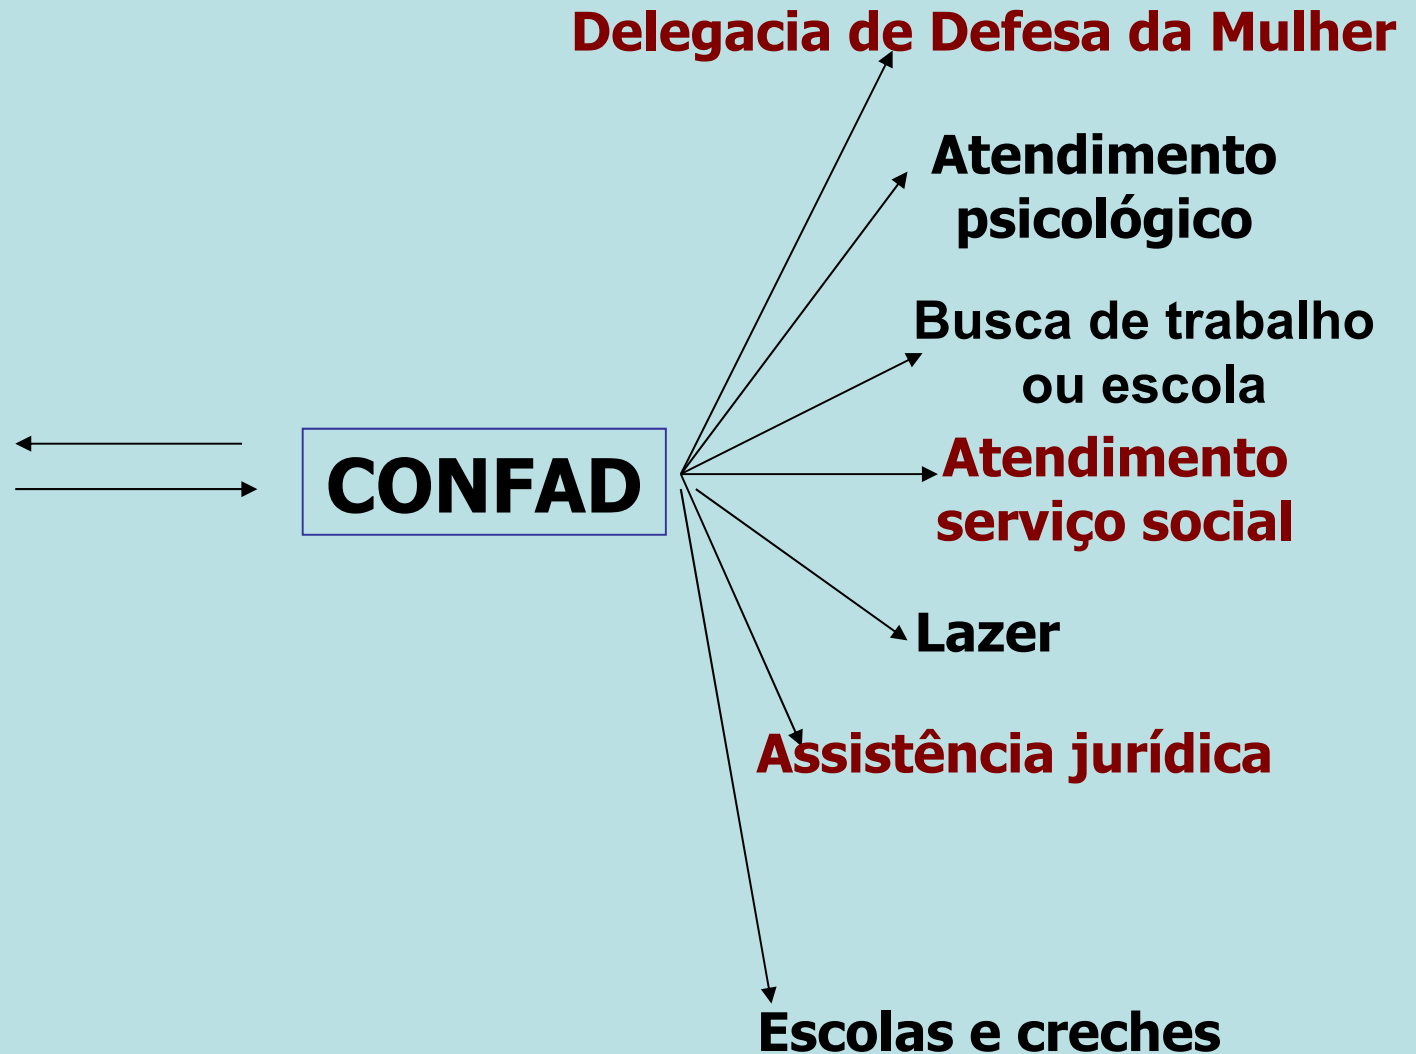 Delegacia de Defesa da Mulher
Atendimento
psicológico
Busca de trabalho
ou escola
CONFAD
Atendimento
serviço social
Lazer
Assistência jurídica
Escolas e creches